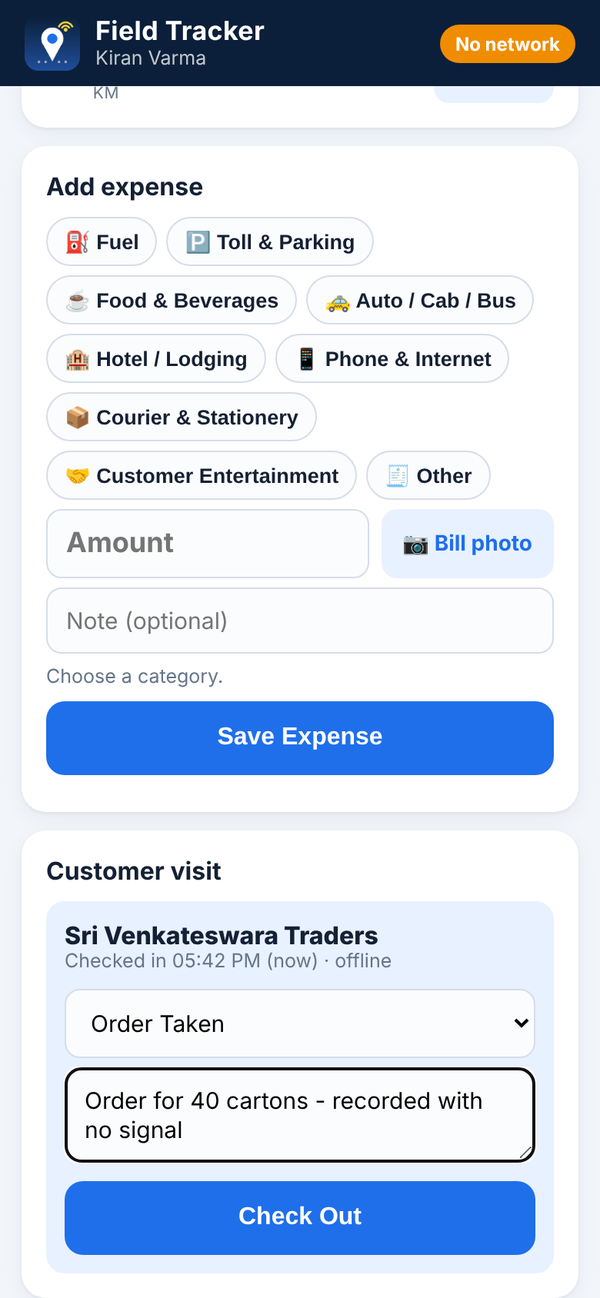 Field Tracker
Kiran Varma
No network
KM
Add expense
Fuel
Toll & Parking
Food & Beverages
Auto / Cab / Bus
Hotel / Lodging
Phone & Internet
Courier & Stationery
Customer Entertainment
Other
Amount
Bill photo
Note (optional)
Choose a category.
Save Expense
Customer visit
Sri Venkateswara Traders
Checked in 05:42 PM (now) · offline
Order Taken
Order for 40 cartons - recorded with
no signal
Check Out